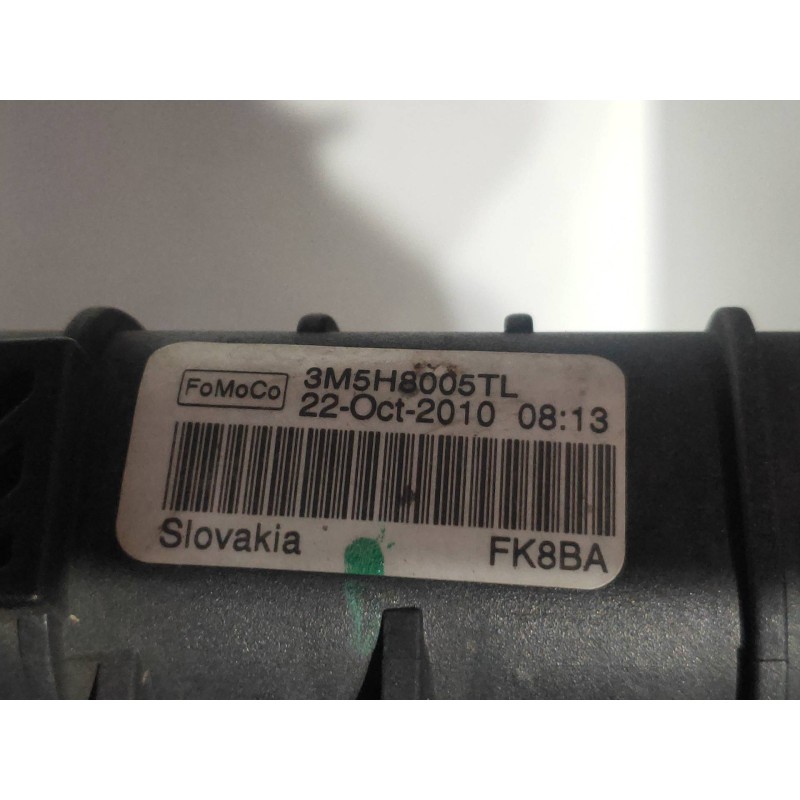 FoMoCo 3M5H8005TL
22-Oct-2010 08:13
Slovakia FK8BA